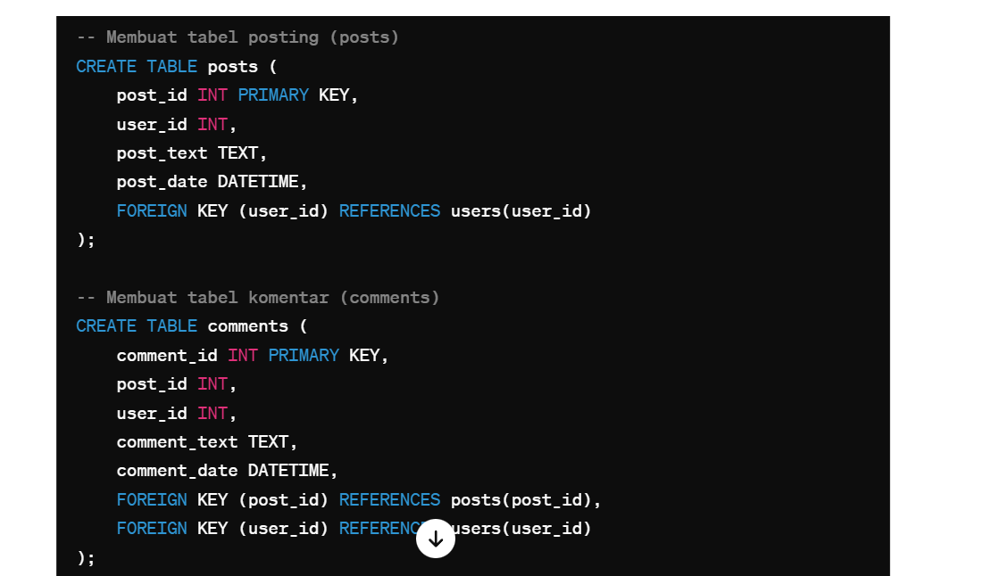 -- Membuat tabel posting (posts)
CREATE TABLE posts (
    post_id INT PRIMARY KEY,
    user_id INT,
    post_text TEXT,
    post_date DATETIME,
    FOREIGN KEY (user_id) REFERENCES users(user_id)
);

-- Membuat tabel komentar (comments)
CREATE TABLE comments (
    comment_id INT PRIMARY KEY,
    post_id INT,
    user_id INT,
    comment_text TEXT,
    comment_date DATETIME,
    FOREIGN KEY (post_id) REFERENCES posts(post_id),
    FOREIGN KEY (user_id) REFERENCES users(user_id)
);